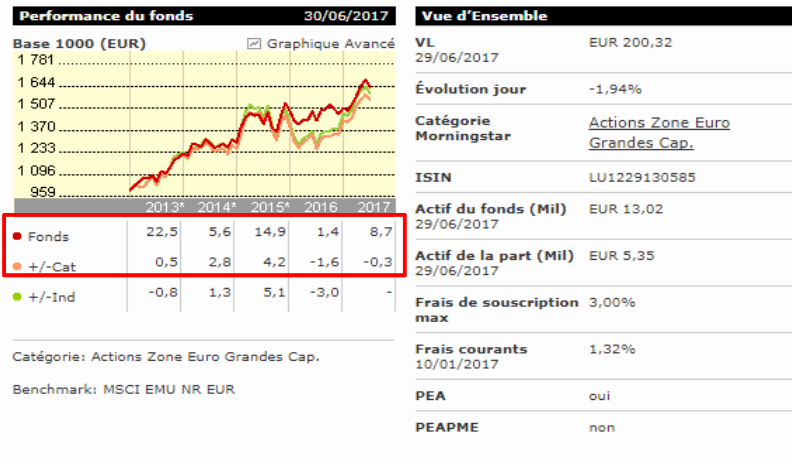 Performance du fonds 30/06/2017
Base 1000 (EUR) Graphique Avancé
1 781
1 644
1 507
1 370
1 233
1 096
959
2013* 2014* 2015* 2016 2017
Fonds 22,5 5,6 14,9 1,4 8,7
+/-Cat 0,5 2,8 4,2 -1,6 -0,3
+/-Ind -0,8 1,3 5,1 -3,0 -
Catégorie: Actions Zone Euro Grandes Cap.
Benchmark: MSCI EMU NR EUR
Vue d’Ensemble
VL EUR 200,32
29/06/2017
Évolution jour -1,94%
Catégorie Actions Zone Euro
Morningstar Grandes Cap.
ISIN LU1229130585
Actif du fonds (Mil) EUR 13,02
29/06/2017
Actif de la part (Mil) EUR 5,35
29/06/2017
Frais de souscription 3,00%
max
Frais courants 1,32%
10/01/2017
PEA oui
PEAPME non